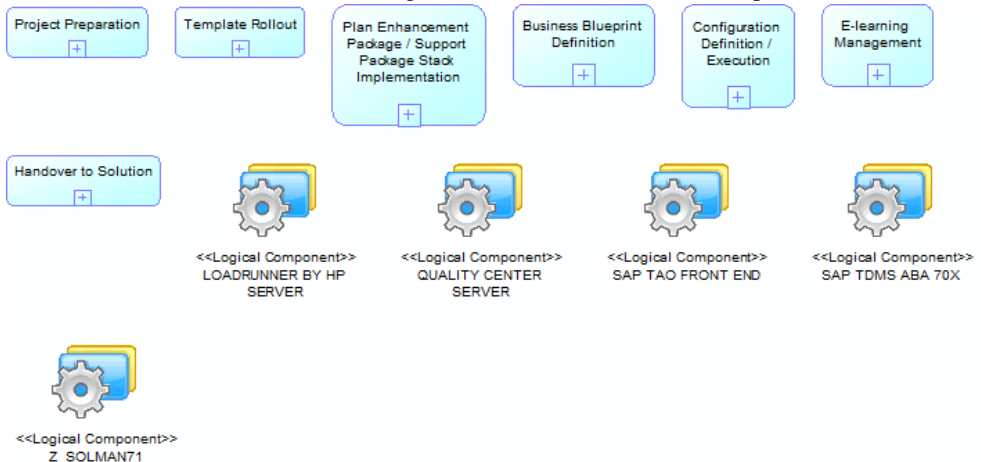 Project Preparation
Template Rollout
Plan Enhancement
Package / Support
Package Stack
Implementation
Business Blueprint
Definition
Configuration
Definition /
Execution
E-learning
Management
Handover to Solution
<<Logical Component>>
LOADRUNNER BY HP
SERVER
<<Logical Component>>
QUALITY CENTER
SERVER
<<Logical Component>>
SAP TAO FRONT END
<<Logical Component>>
SAP TDMS ABA 70X
<<Logical Component>>
Z_SOLMAN71